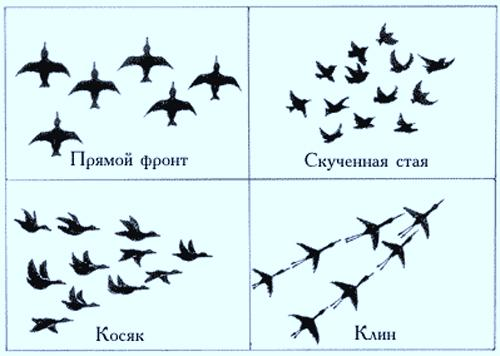 Прямой фронт
Скученная стая
Косяк
Клин